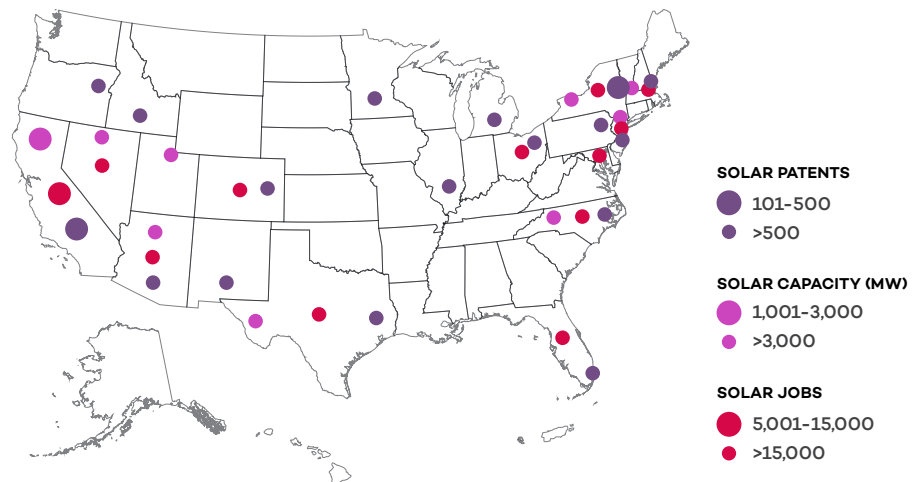 SOLAR PATENTS
101-500
>500
SOLAR CAPACITY (MW)
1,001-3,000
>3,000
SOLAR JOBS
5,001-15,000
>15,000